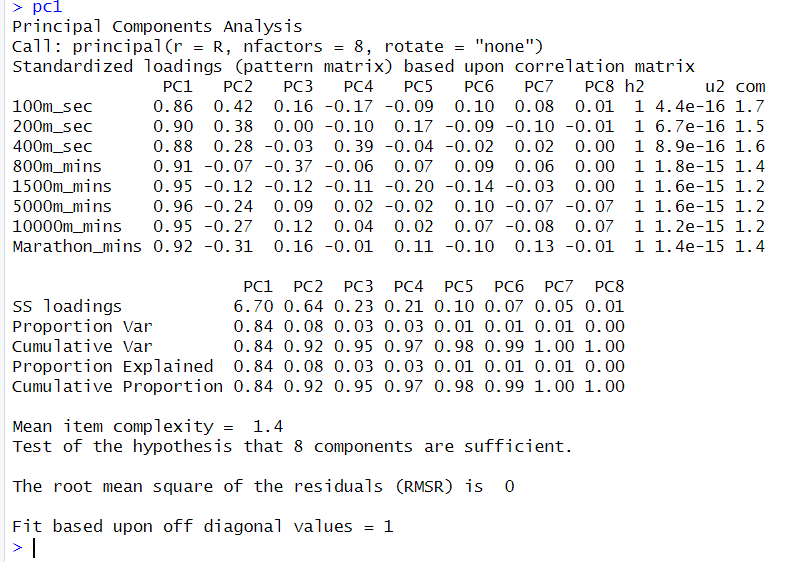 > pc1
Principal Components Analysis
Call: principal(r = R, nfactors = 8, rotate = "none")
Standardized loadings (pattern matrix) based upon correlation matrix
               PC1   PC2   PC3   PC4   PC5   PC6   PC7   PC8 h2      u2 com
100m_sec      0.86  0.42  0.16 -0.17 -0.09  0.10  0.08  0.01  1 4.4e-16 1.7
200m_sec      0.90  0.38  0.00 -0.10  0.17 -0.09 -0.10 -0.01  1 6.7e-16 1.5
400m_sec      0.88  0.28 -0.03  0.39 -0.04 -0.02  0.02  0.00  1 8.9e-16 1.6
800m_mins     0.91 -0.07 -0.37 -0.06  0.07  0.09  0.06  0.00  1 1.8e-15 1.4
1500m_mins    0.95 -0.12 -0.12 -0.11 -0.20 -0.14 -0.03  0.00  1 1.6e-15 1.2
5000m_mins    0.96 -0.24  0.09  0.02 -0.02  0.10 -0.07 -0.07  1 1.6e-15 1.2
10000m_mins   0.95 -0.27  0.12  0.04  0.02  0.07 -0.08  0.07  1 1.2e-15 1.2
Marathon_mins 0.92 -0.31  0.16 -0.01  0.11 -0.10  0.13 -0.01  1 1.4e-15 1.4

                       PC1  PC2  PC3  PC4  PC5  PC6  PC7  PC8
SS loadings           6.70 0.64 0.23 0.21 0.10 0.07 0.05 0.01
Proportion Var        0.84 0.08 0.03 0.03 0.01 0.01 0.01 0.00
Cumulative Var        0.84 0.92 0.95 0.97 0.98 0.99 1.00 1.00
Proportion Explained  0.84 0.08 0.03 0.03 0.01 0.01 0.01 0.00
Cumulative Proportion 0.84 0.92 0.95 0.97 0.98 0.99 1.00 1.00

Mean item complexity =  1.4
Test of the hypothesis that 8 components are sufficient.

The root mean square of the residuals (RMSR) is  0

Fit based upon off diagonal values = 1
>